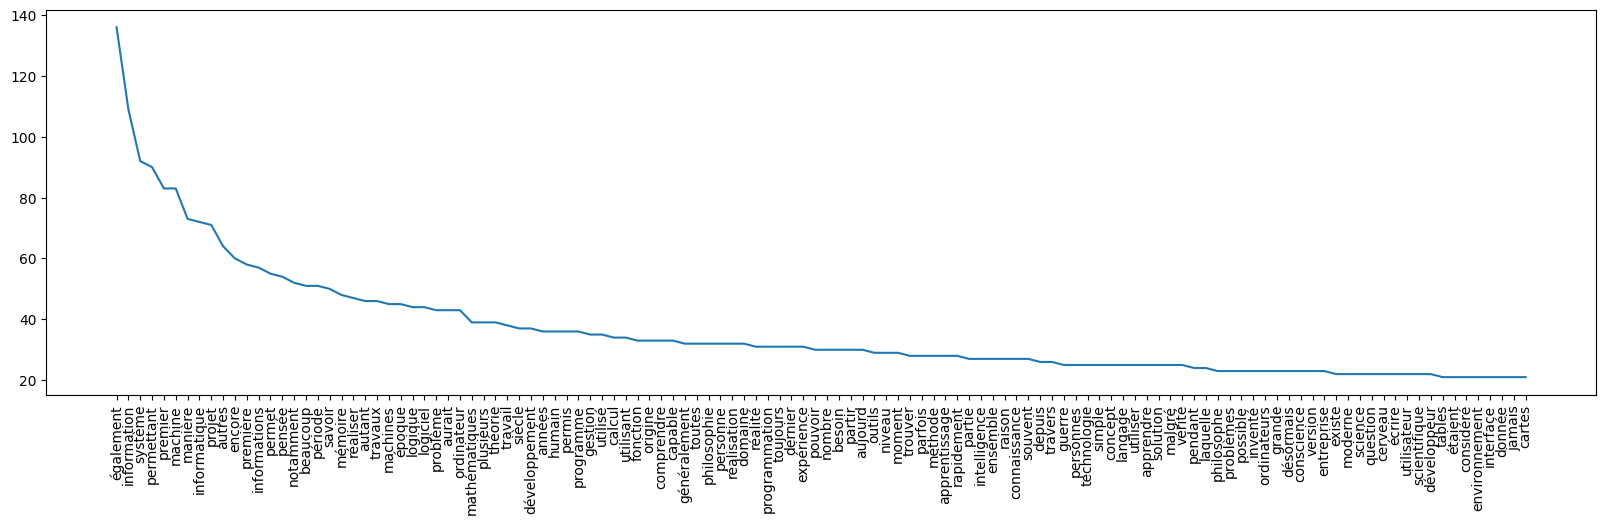 140
120
100
80
60
40
20
également
information
système
permettant
premier
machine
manière
informatique
projet
autres
encore
première
informations
permet
pensée
notamment
beaucoup
période
savoir
mémoire
réaliser
autant
travaux
machines
époque
logique
logiciel
problème
aurait
ordinateur
mathématiques
plusieurs
théorie
travail
siècle
développement
années
humain
permis
programme
gestion
utilisé
calcul
utilisant
fonction
origine
comprendre
capable
généralement
toutes
philosophie
personne
réalisation
domaine
réalité
programmation
toujours
dernier
expérience
pouvoir
nombre
besoin
partir
aujourd
outils
niveau
moment
trouver
parfois
méthode
apprentissage
rapidement
partie
intelligence
ensemble
raison
connaissance
souvent
depuis
travers
guerre
personnes
technologie
simple
concept
langage
utiliser
apprendre
solution
malgré
vérité
pendant
laquelle
philosophe
problèmes
possible
inventé
ordinateurs
grande
désormais
conscience
version
entreprise
existe
moderne
science
question
cerveau
écrire
utilisateur
scientifique
développeur
tables
étaient
considéré
environnement
interface
donnée
jamais
cartes